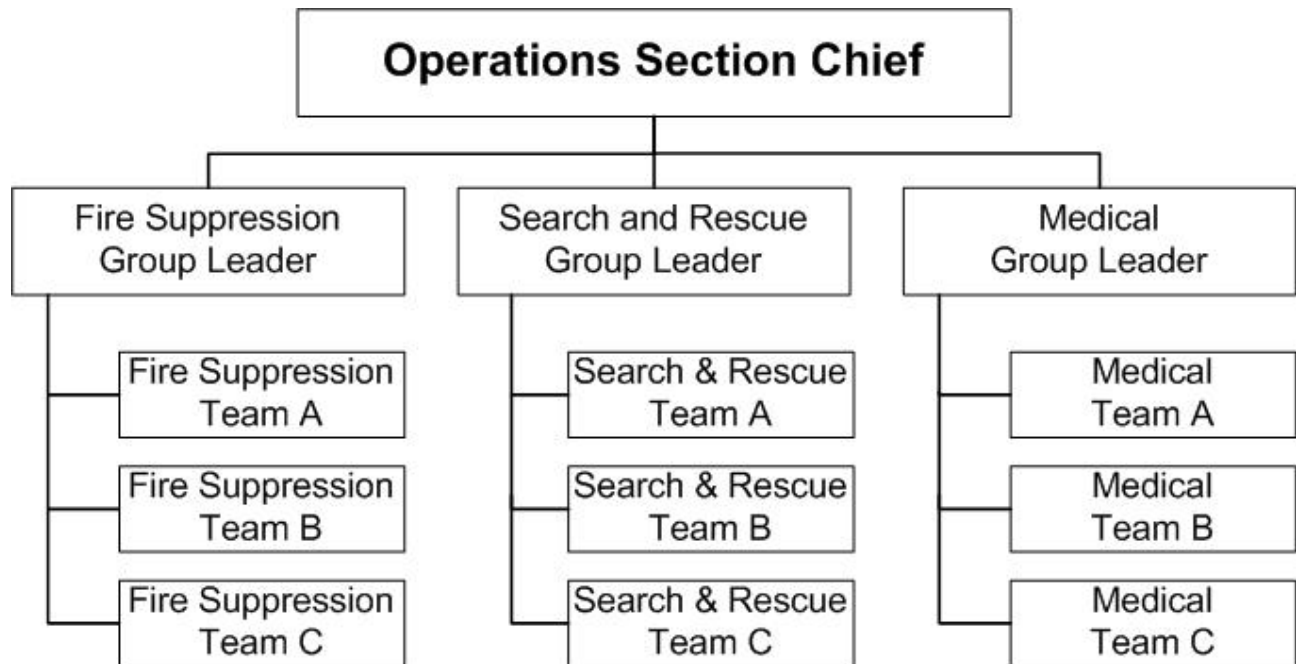 Operations Section Chief
Fire Suppression
Group Leader
Search and Rescue
Group Leader
Medical
Group Leader
Fire Suppression
Team A
Search & Rescue
Team A
Medical
Team A
Fire Suppression
Team B
Search & Rescue
Team B
Medical
Team B
Fire Suppression
Team C
Search & Rescue
Team C
Medical
Team C